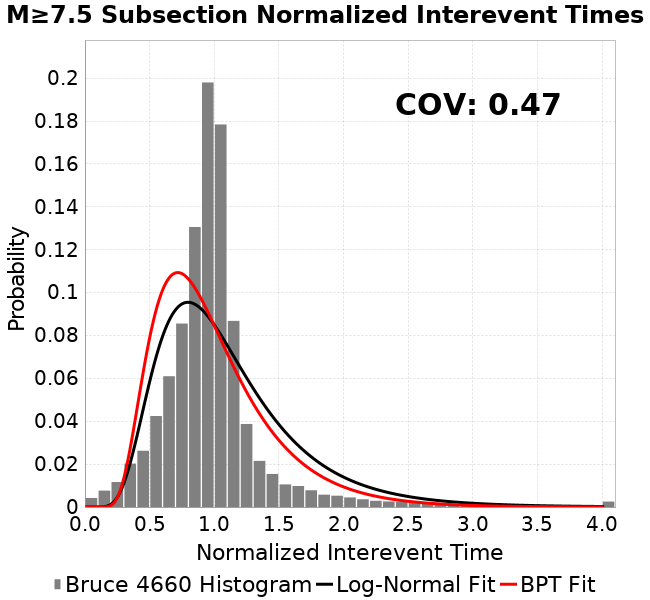 M≥7.5 Subsection Normalized Interevent Times
COV: 0.47
Probability
0.2
0.18
0.16
0.14
0.12
0.1
0.08
0.06
0.04
0.02
0
0.0 0.5 1.0 1.5 2.0 2.5 3.0 3.5 4.0
Normalized Interevent Time
Bruce 4660 Histogram Log-Normal Fit BPT Fit